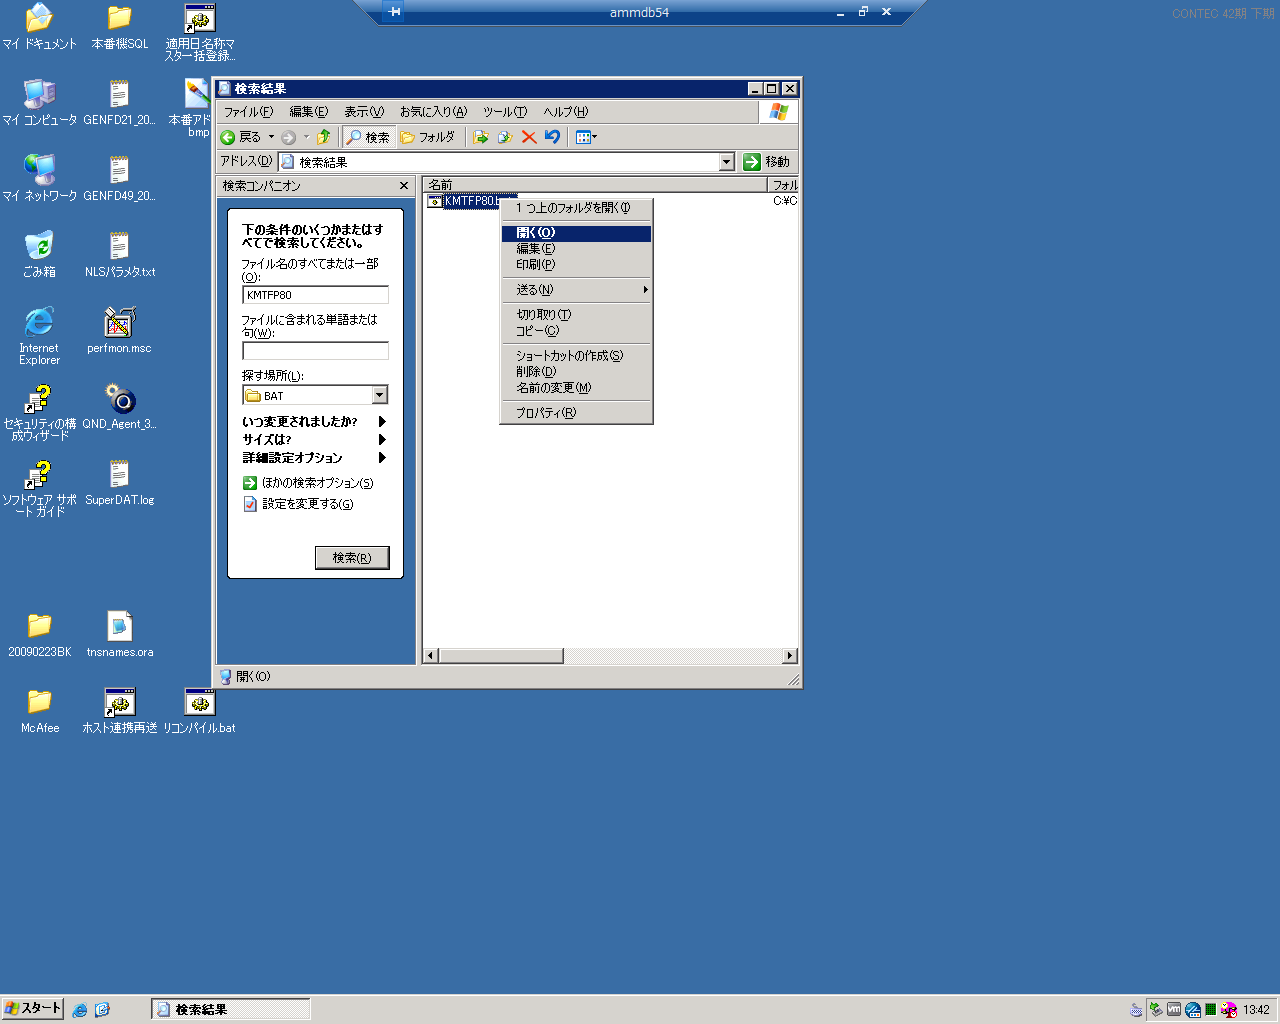 ammdb54
CONTEC 42期 下期
マイ ドキュメント
本番機SQL
適用日名称マ
スター括登録...
マイ コンピュータ
GENFD21_20...
本番アド
bmp
マイ ネットワーク
GENFD49_20...
ごみ箱
NLSパラメタ.txt
Internet
Explorer
perfmon.msc
セキュリティの構
成ウィザード
QND_Agent_3...
ソフトウェア サポ
ート ガイド
SuperDAT.log
20090223BK
tnsnames.ora
McAfee
ホスト連携再送
リコンパイル.bat
検索結果
ファイル(F)
編集(E)
表示(V)
お気に入り(A)
ツール(T)
ヘルプ(H)
戻る
検索
フォルダ
アドレス(D)
検索結果
移動
検索コンパニオン
下の条件のいくつかまたはす
べてで検索してください。
ファイル名のすべてまたは一部
(O):
KMTFP80
ファイルに含まれる単語または
句(W):
探す場所(L):
BAT
いつ変更されましたか?
サイズは?
詳細設定オプション
ほかの検索オプション(S)
設定を変更する(G)
検索(R)
名前
フォル
KMTFP80.b
C:¥C
1 つ上のフォルダを開く(I)
開く(O)
編集(E)
印刷(P)
送る(N)
切り取り(T)
コピー(C)
ショートカットの作成(S)
削除(D)
名前の変更(M)
プロパティ(R)
開く(O)
スタート
検索結果
vm
13:42